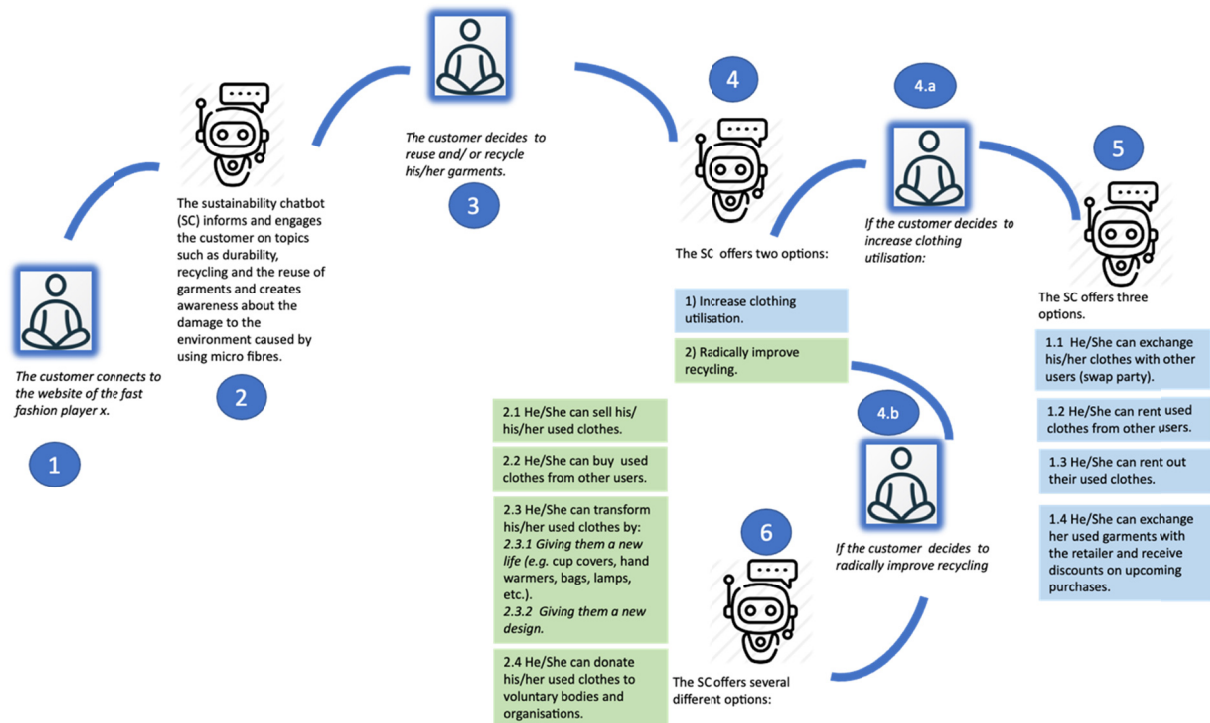 1
The customer connects to
the website of the fast
fashion player x.
2
The sustainability chatbot
(SC) informs and engages
the customer on topics
such as durability,
recycling and the reuse of
garments and creates
awareness about the
damage to the
environment caused by
using micro fibres.
3
The customer decides to
reuse and/ or recycle
his/her garments.
4
The SC offers two options:
1) Increase clothing
utilisation.
2) Radically improve
recycling.
4.a
If the customer decides to
increase clothing
utilisation:
5
The SC offers three
options.
1.1 He/She can exchange
his/her clothes with other
users (swap party).
1.2 He/She can rent used
clothes from other users.
1.3 He/She can rent out
their used clothes.
1.4 He/She can exchange
her used garments with
the retailer and receive
discounts on upcoming
purchases.
4.b
If the customer decides to
radically improve recycling
6
The SC offers several
different options:
2.1 He/She can sell his/
his/her used clothes.
2.2 He/She can buy used
clothes from other users.
2.3 He/She can transform
his/her used clothes by:
2.3.1 Giving them a new
life (e.g. cup covers, hand
warmers, bags, lamps,
etc.).
2.3.2 Giving them a new
design.
2.4 He/She can donate
his/her used clothes to
voluntary bodies and
organisations.